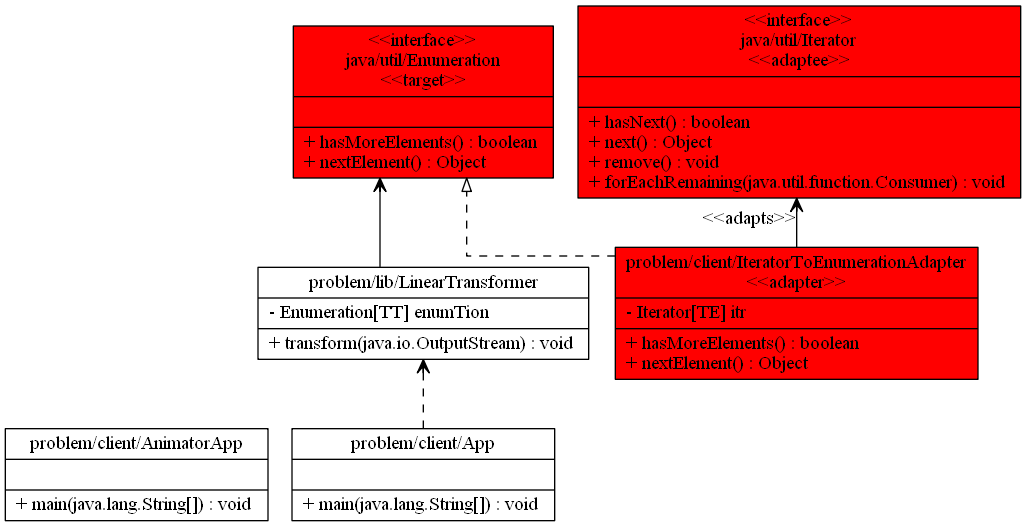 <<interface>>
java/util/Enumeration
<<target>>
+ hasMoreElements() : boolean
+ nextElement() : Object
<<interface>>
java/util/Iterator
<<adaptee>>
+ hasNext() : boolean
+ next() : Object
+ remove() : void
+ forEachRemaining(java.util.function.Consumer) : void
<<adapts>>
problem/lib/LinearTransformer
- Enumeration[TT] enumTion
+ transform(java.io.OutputStream) : void
problem/client/IteratorToEnumerationAdapter
<<adapter>>
- Iterator[TE] itr
+ hasMoreElements() : boolean
+ nextElement() : Object
problem/client/AnimatorApp
+ main(java.lang.String[]) : void
problem/client/App
+ main(java.lang.String[]) : void